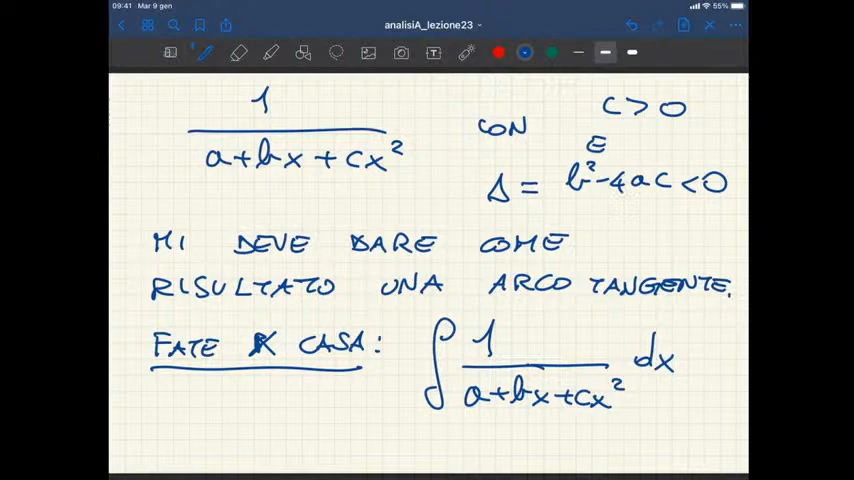 09:41 Mar 9 gen
55%
analisiA_lezione23
1 / (a+bx+cx²) CON c>0
E
Δ = b²-4ac<0
MI DEVE DARE COME
RISULTATO UNA ARCO TANGENTE.
FATE A CASA: ∫ 1 / (a+bx+cx²) dx